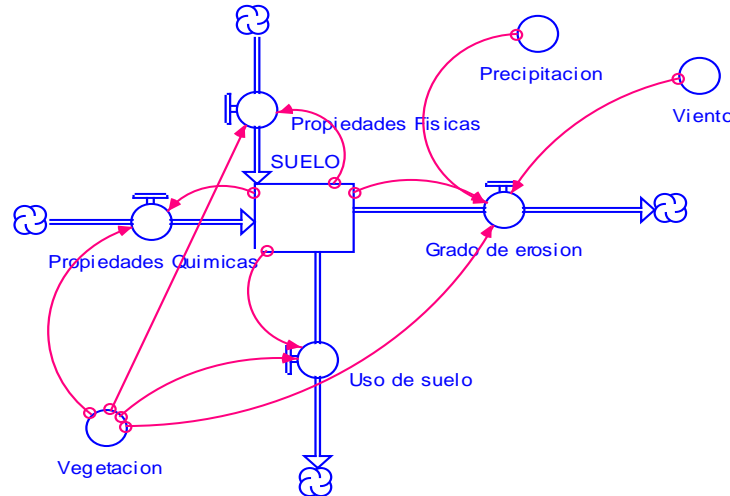 Precipitacion
Viento
Propiedades Fisicas
SUELO
Propiedades Quimicas
Grado de erosion
Uso de suelo
Vegetacion